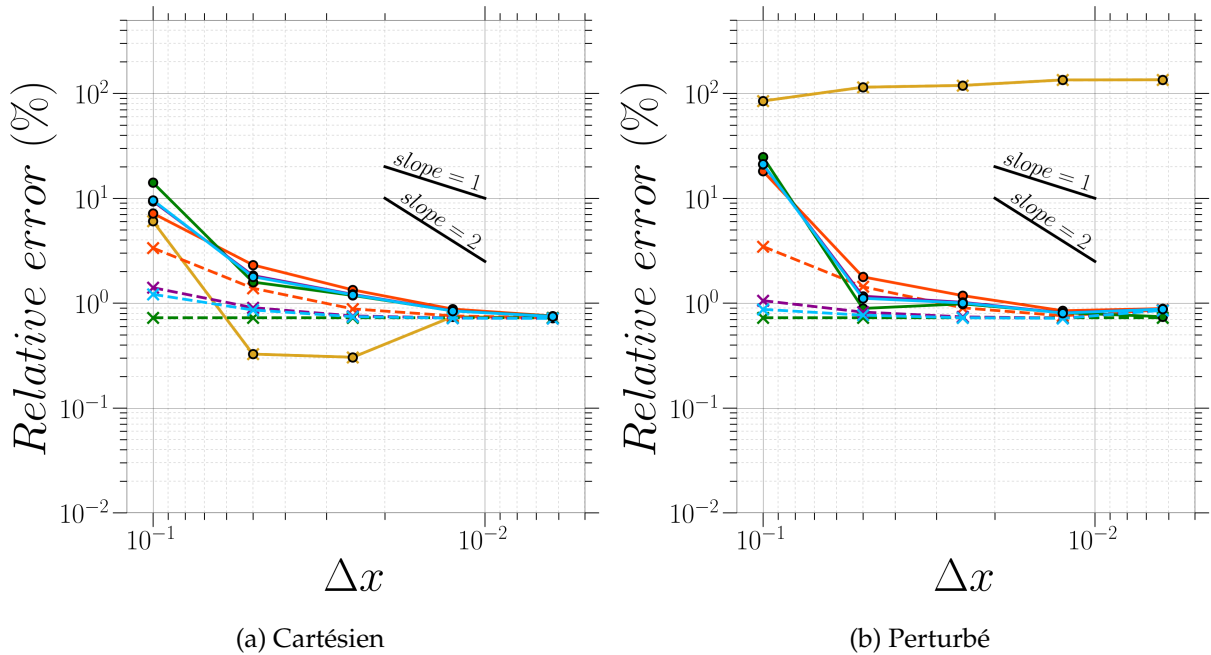 Relative error (%)
10^2
10^1
10^0
10^{-1}
10^{-2}
slope = 1
slope = 2
10^{-1}
10^{-2}
Δx
(a) Cartésien
Relative error (%)
10^2
10^1
10^0
10^{-1}
10^{-2}
slope = 1
slope = 2
10^{-1}
10^{-2}
Δx
(b) Perturbé